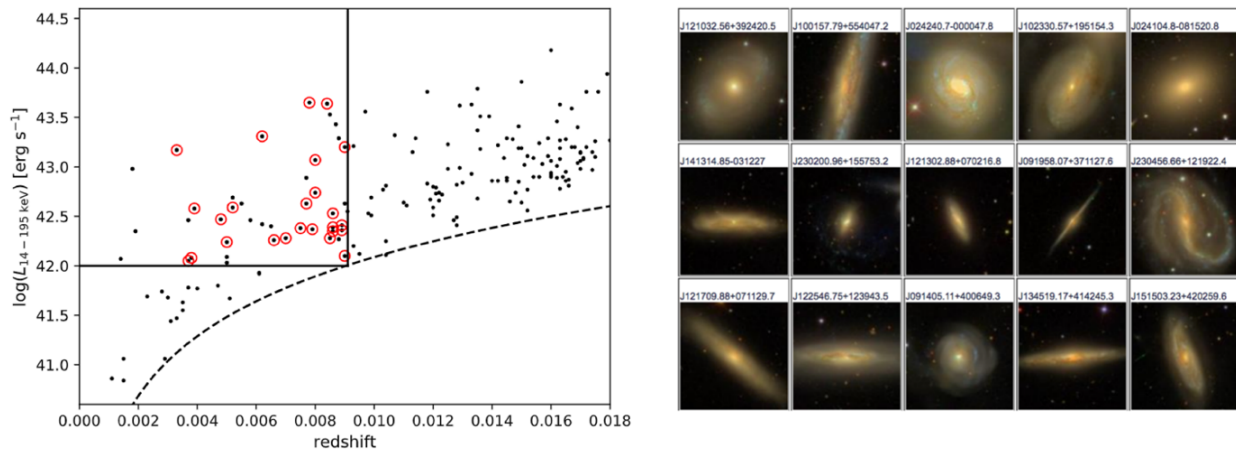 44.5
44.0
43.5
43.0
42.5
42.0
41.5
41.0
log(L14−195 keV) [erg s−1]
0.000 0.002 0.004 0.006 0.008 0.010 0.012 0.014 0.016 0.018
redshift
J121032.56+392420.5 J100157.79+554047.2 J024240.7-000047.8 J102330.57+195154.3 J024104.8-081520.8
J141314.85-031227 J230200.96+155753.2 J121302.88+070216.8 J091958.07+371127.6 J230456.66+121922.4
J121709.88+071129.7 J122546.75+123943.5 J091405.11+400649.3 J134519.17+414245.3 J151503.23+420259.6